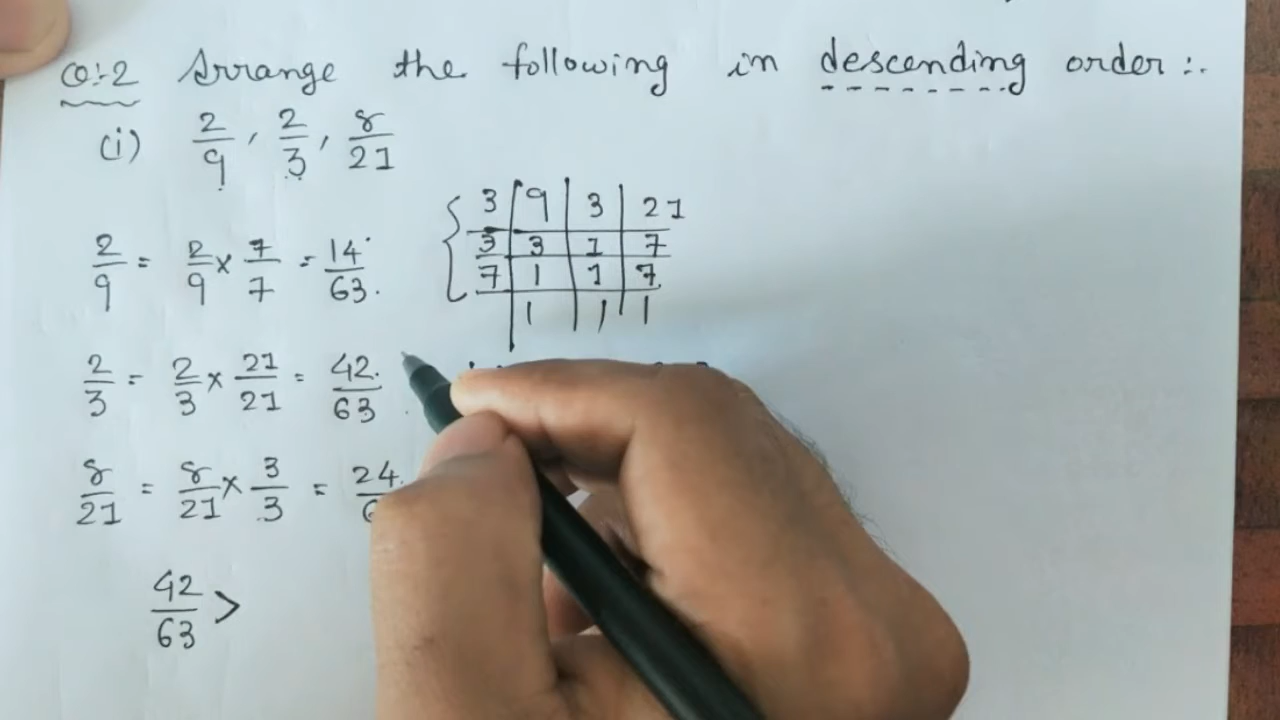 Q:-2 Arrange the following in descending order :-
(i) 2/9 , 2/3 , 8/21
3 | 9 | 3 | 21
3 | 3 | 1 | 7
7 | 1 | 1 | 7
1 | 1 | 1
2/9 = 2/9 × 7/7 = 14/63
2/3 = 2/3 × 21/21 = 42/63
8/21 = 8/21 × 3/3 = 24/6
42/63 >